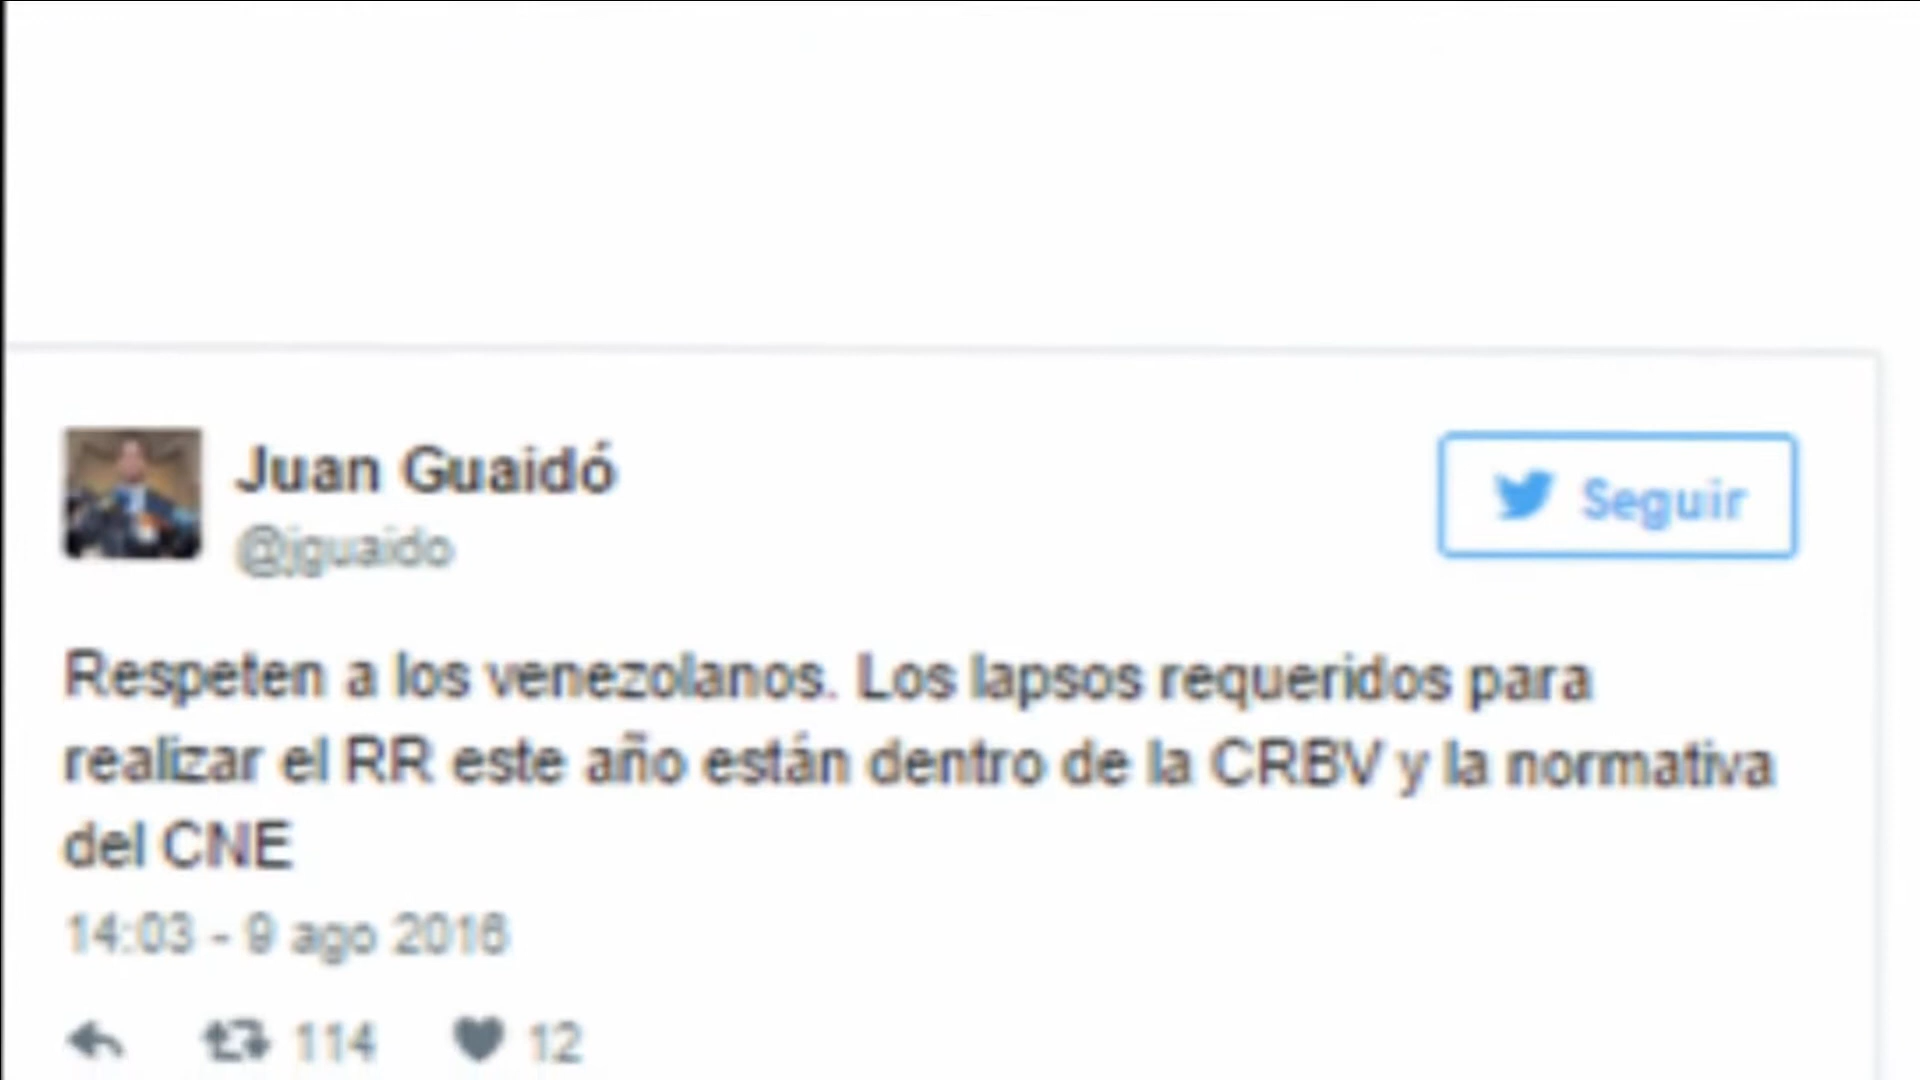 Juan Guaidó
Seguir
@jguaido
Respeten a los venezolanos. Los lapsos requeridos para
realizar el RR este año están dentro de la CRBV y la normativa
del CNE
14:03 - 9 ago 2016
114 12